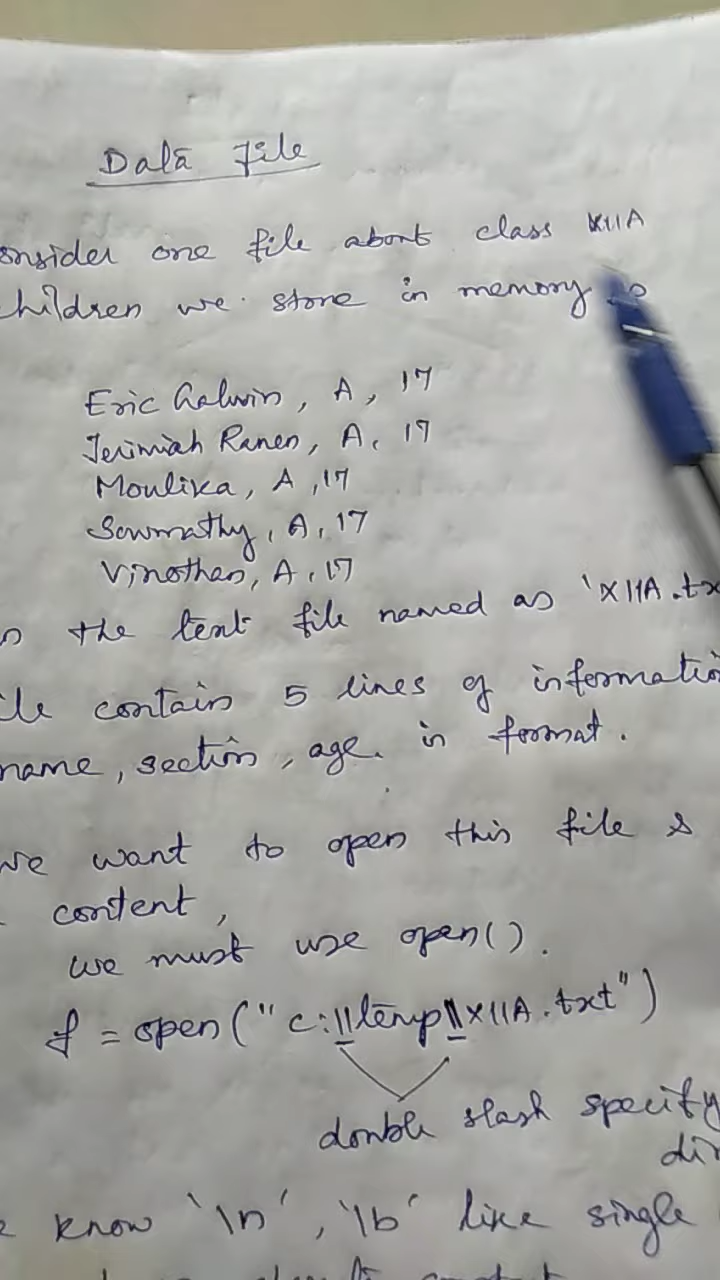 Data File
onsider one file about class XIIA
hildren we store in memory
Eric Galwin, A, 17
Jerimiah Ranen, A, 17
Moulika, A, 17
Sowmathy, A, 17
Vinothan, A, 17
the text file named as 'XIIA.tx
ile contain 5 lines of informatio
name, section, age. in format.
we want to open this file &
content,
we must use open().
f = open("c:\\temp\\XIIA.txt")
double slash specify
dir
know '\n', '\b' like single